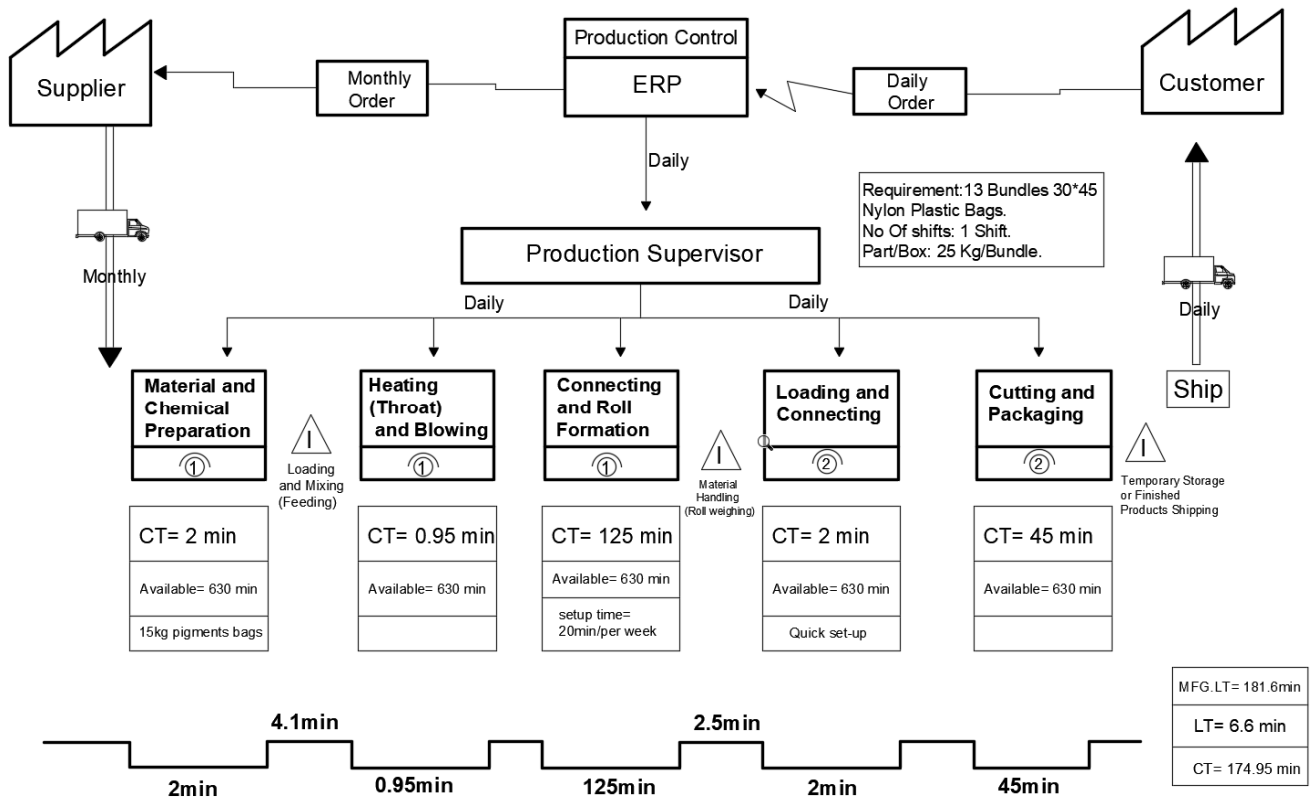 Supplier
Monthly
Order
Production Control
ERP
Daily
Order
Customer
Daily
Requirement:13 Bundles 30*45
Nylon Plastic Bags.
No Of shifts: 1 Shift.
Part/Box: 25 Kg/Bundle.
Production Supervisor
Monthly
Daily
Daily
Daily
Ship
Material and
Chemical
Preparation
1
Loading
and Mixing
(Feeding)
I
Heating
(Throat)
and Blowing
1
Connecting
and Roll
Formation
1
I
Material
Handling
(Roll weighing)
Loading and
Connecting
2
Cutting and
Packaging
2
I
Temporary Storage
or Finished
Products Shipping
CT= 2 min
Available= 630 min
15kg pigments bags
CT= 0.95 min
Available= 630 min
CT= 125 min
Available= 630 min
setup time=
20min/per week
CT= 2 min
Available= 630 min
Quick set-up
CT= 45 min
Available= 630 min
4.1min
2.5min
2min
0.95min
125min
2min
45min
MFG.LT= 181.6min
LT= 6.6 min
CT= 174.95 min